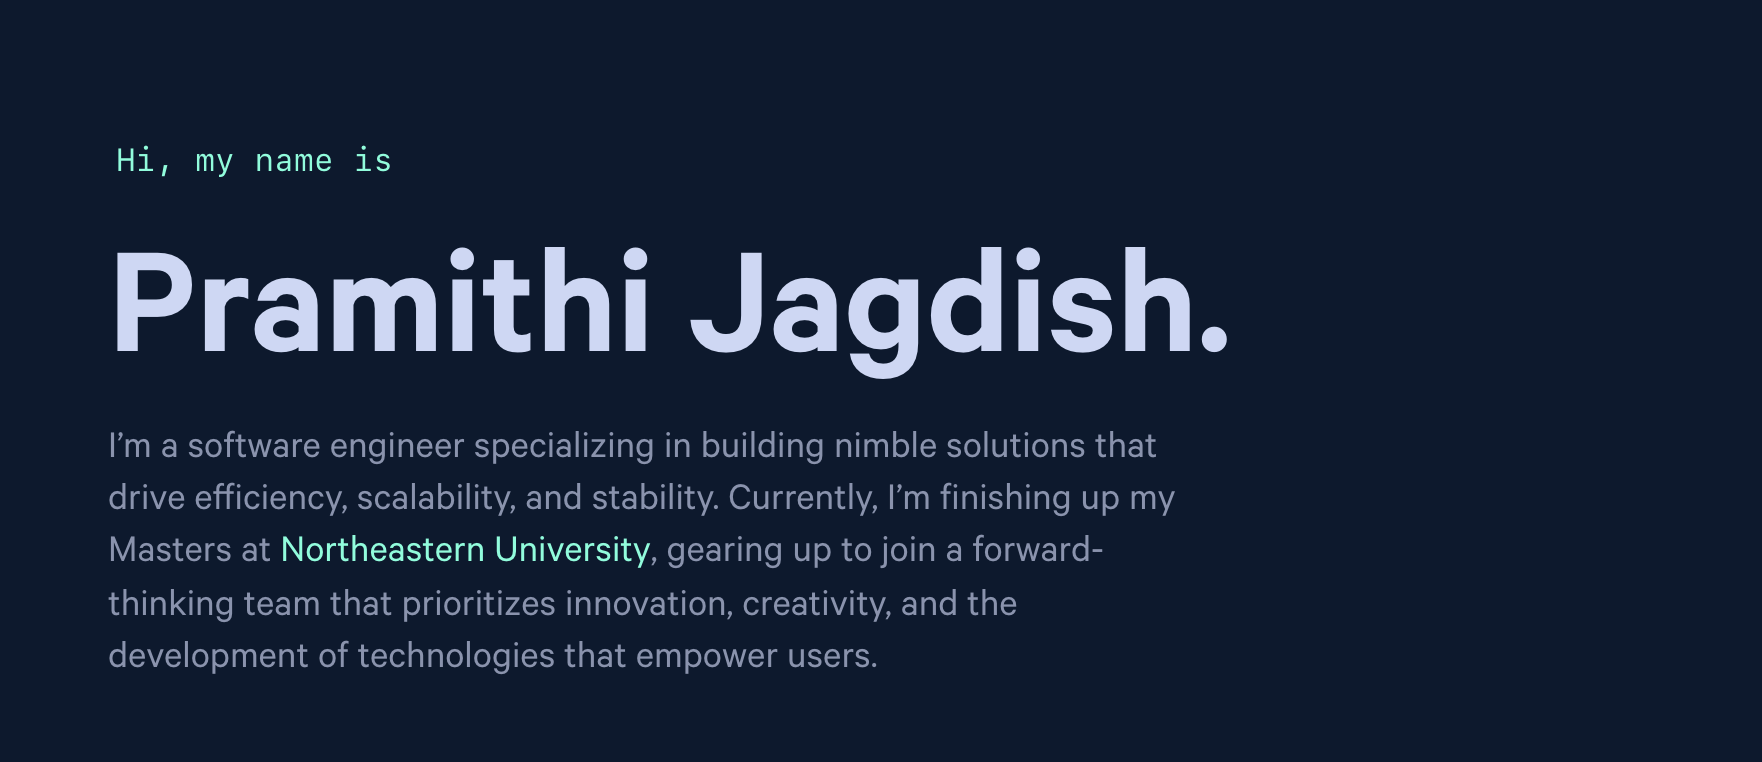 Hi, my name is
Pramithi Jagdish.
I’m a software engineer specializing in building nimble solutions that
drive efficiency, scalability, and stability. Currently, I’m finishing up my
Masters at Northeastern University, gearing up to join a forward-
thinking team that prioritizes innovation, creativity, and the
development of technologies that empower users.